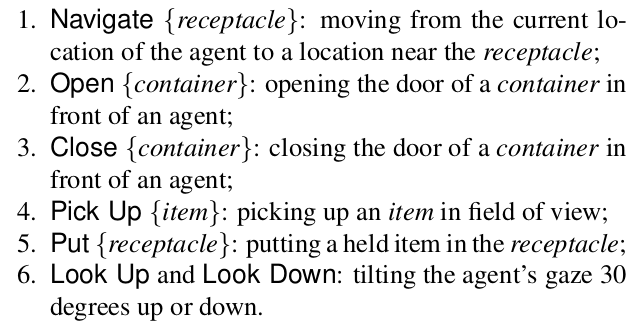 1. Navigate {receptacle}: moving from the current lo-
cation of the agent to a location near the receptacle;
2. Open {container}: opening the door of a container in
front of an agent;
3. Close {container}: closing the door of a container in
front of an agent;
4. Pick Up {item}: picking up an item in field of view;
5. Put {receptacle}: putting a held item in the receptacle;
6. Look Up and Look Down: tilting the agent's gaze 30
degrees up or down.